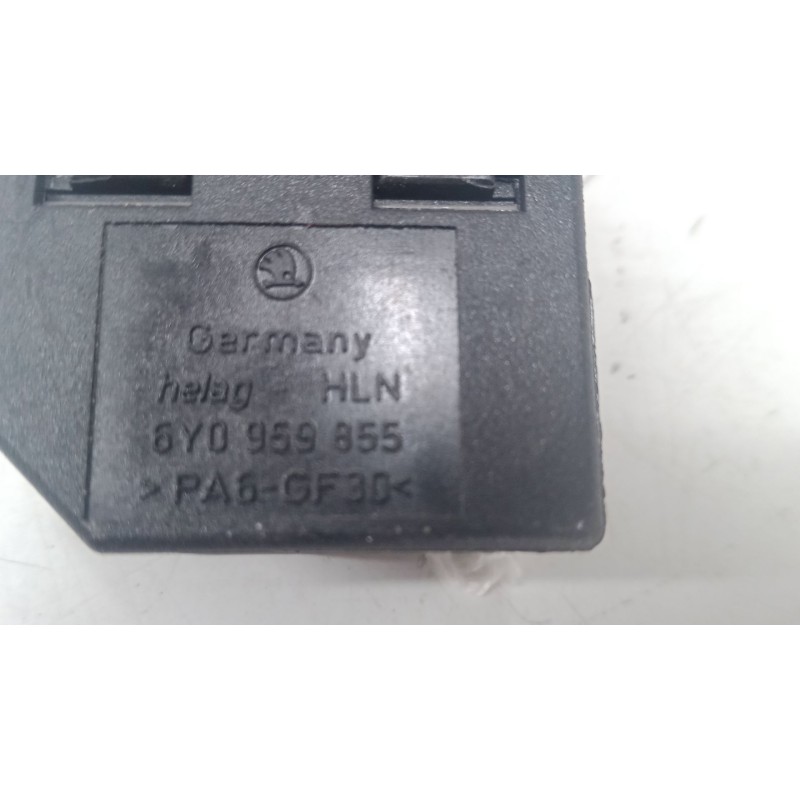 Germany
helag - HLN
6Y0 959 855
>PA6-GF30<